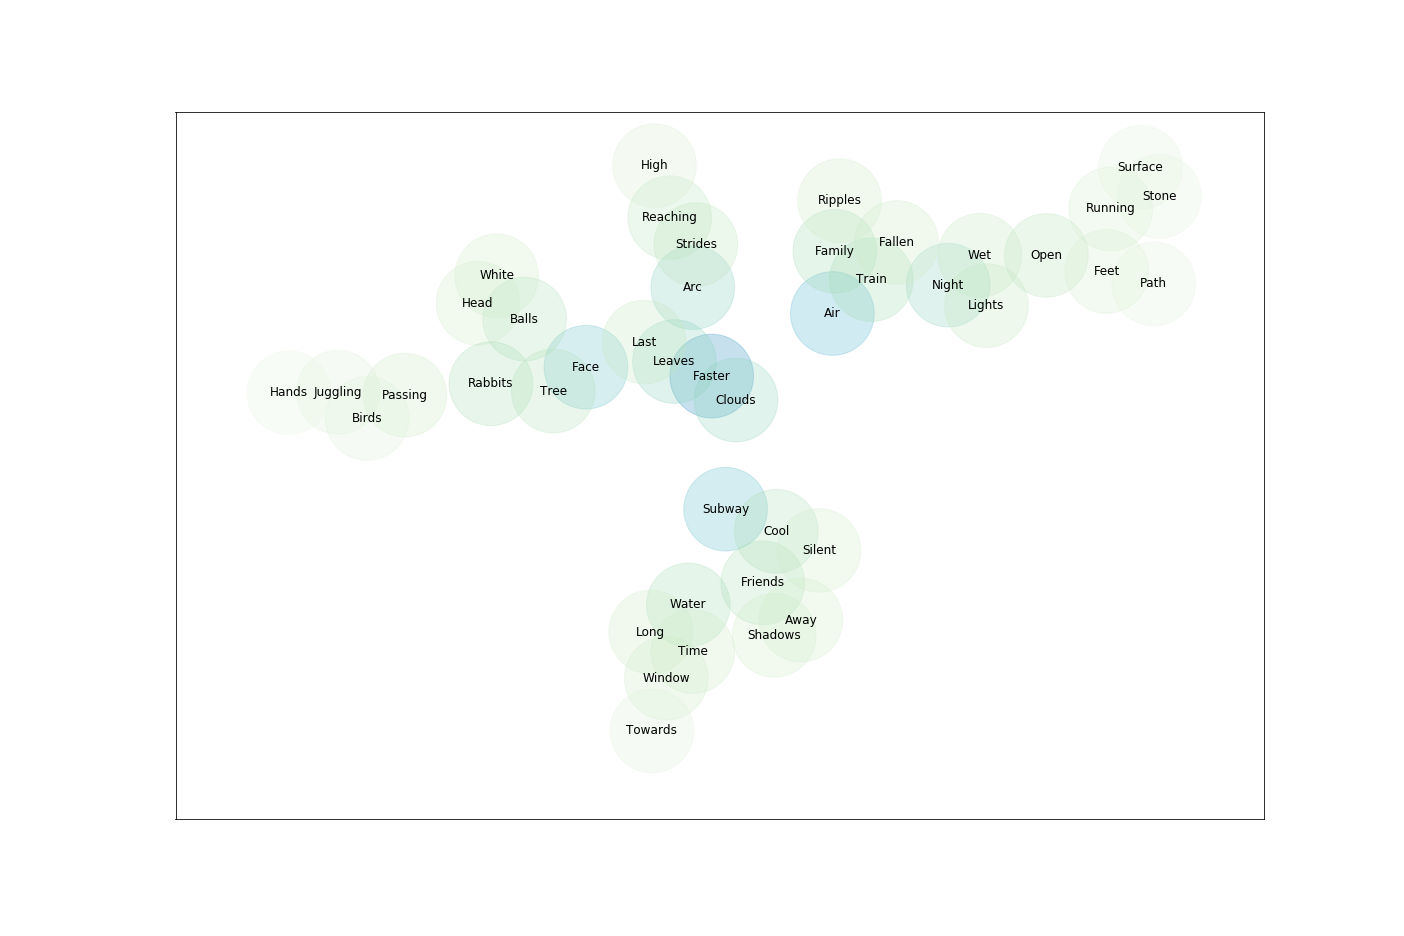 High
Surface
Stone
Ripples
Running
Reaching
Fallen
Strides
Family
Wet
Open
Feet
White
Train
Path
Night
Arc
Head
Lights
Air
Balls
Last
Leaves
Face
Faster
Rabbits
Tree
Hands
Juggling
Passing
Clouds
Birds
Subway
Cool
Silent
Friends
Water
Away
Long
Shadows
Time
Window
Towards